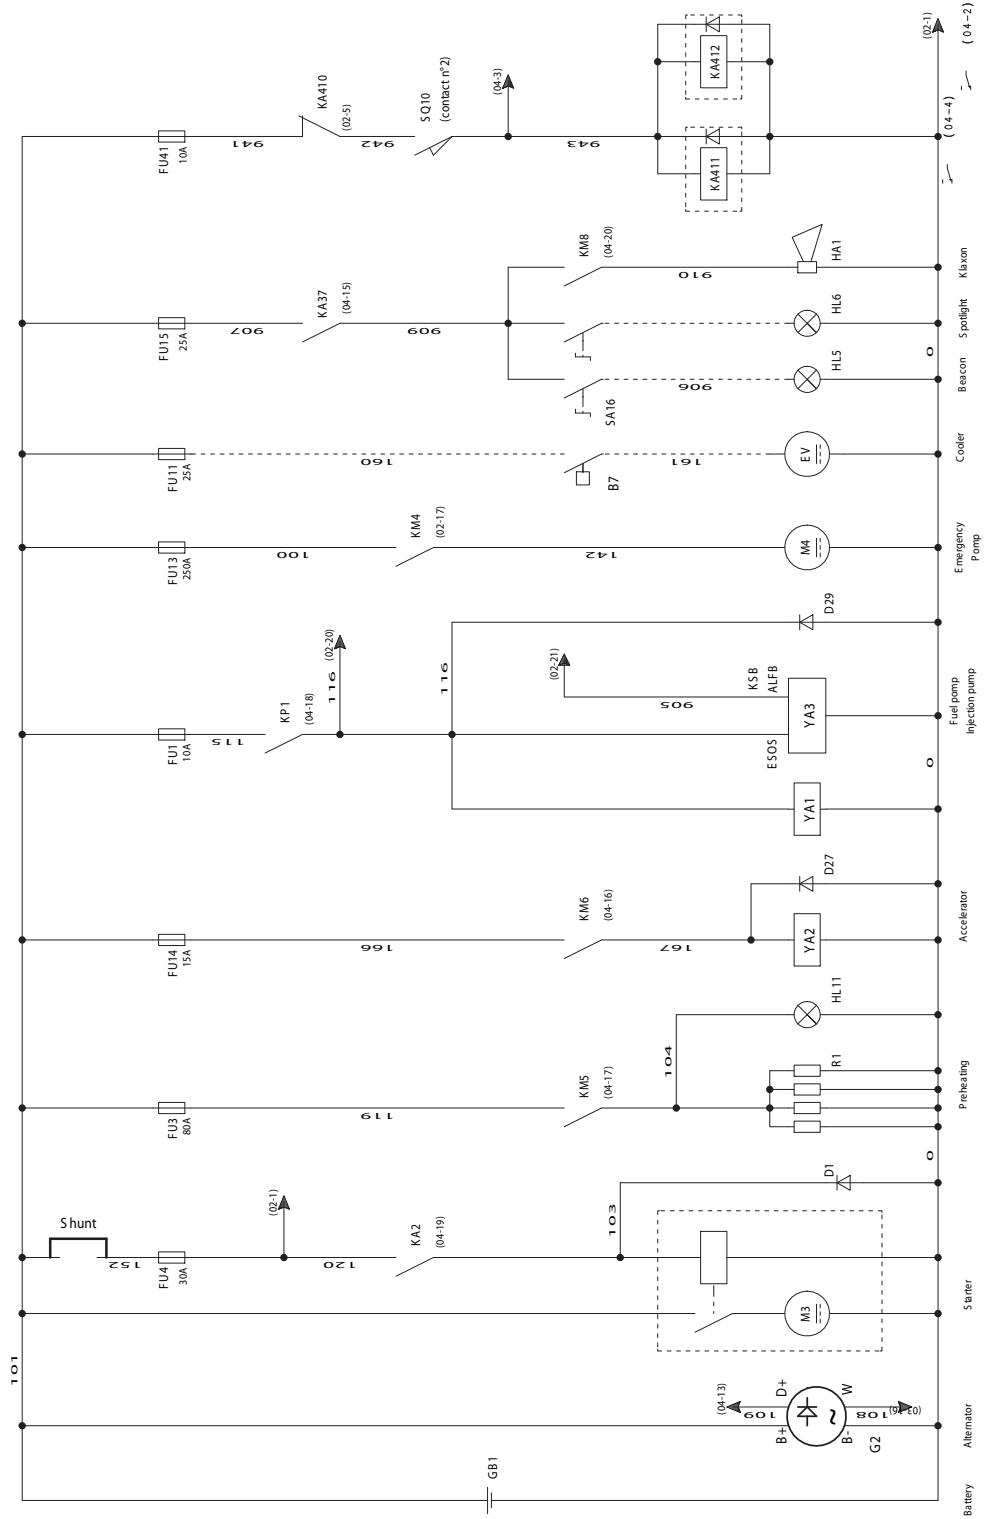 Battery
GB1
Alternator
101
G2
B+
D+
B-
W
109
(04-13)
108
Starter
M3
Shunt
152
FU4
30A
(02-1)
120
KA2
(04-19)
103
D1
0
Preheating
FU3
80A
119
KM5
(04-17)
104
R1
HL11
Accelerator
FU14
15A
166
KM6
(04-16)
167
YA2
D27
Fuel pomp
Injection pump
FU1
10A
115
KP1
(04-18)
911
(02-20)
911
YA1
ESOS
YA3
KSB
ALFB
905
(02-21)
D29
0
Emergency
Pomp
FU13
250A
100
KM4
(02-17)
142
M4
Cooler
FU11
25A
160
B7
161
EV
Beacon
SA16
906
HL5
0
Spotlight
FU15
25A
907
KA37
(04-15)
909
HL6
Klaxon
KM8
(04-20)
910
HA1
FU41
10A
941
KA410
(02-5)
942
SQ10
(contact n°2)
(04-3)
943
KA411
KA412
(04-4)
(02-1)
(04-2)